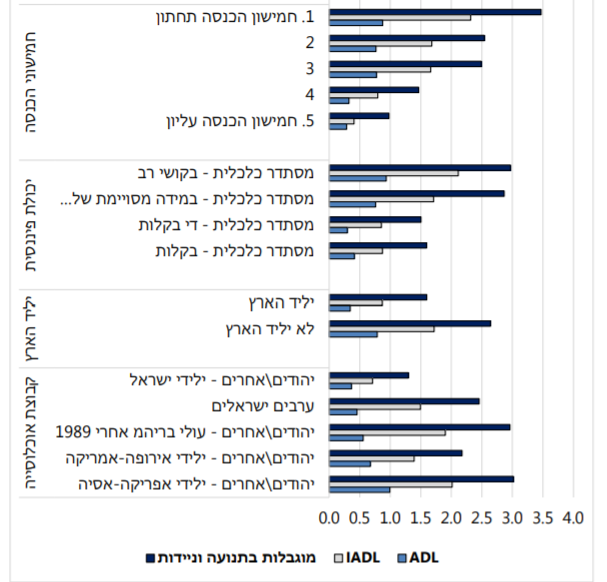 חמישוני הכנסה
1. חמישון הכנסה תחתון
2
3
4
5. חמישון הכנסה עליון
יכולת פיננסית
מסתדר כלכלית - בקושי רב
מסתדר כלכלית - במידה מסויימת של...
מסתדר כלכלית - די בקלות
מסתדר כלכלית - בקלות
יליד הארץ
יליד הארץ
לא יליד הארץ
קבוצת אוכלוסייה
יהודים\אחרים - ילידי ישראל
ערבים ישראלים
יהודים\אחרים - עולי בריהמ אחרי 1989
יהודים\אחרים - ילידי אירופה-אמריקה
יהודים\אחרים - ילידי אפריקה-אסיה
0.0 0.5 1.0 1.5 2.0 2.5 3.0 3.5 4.0
מוגבלות בתנועה וניידות IADL ADL